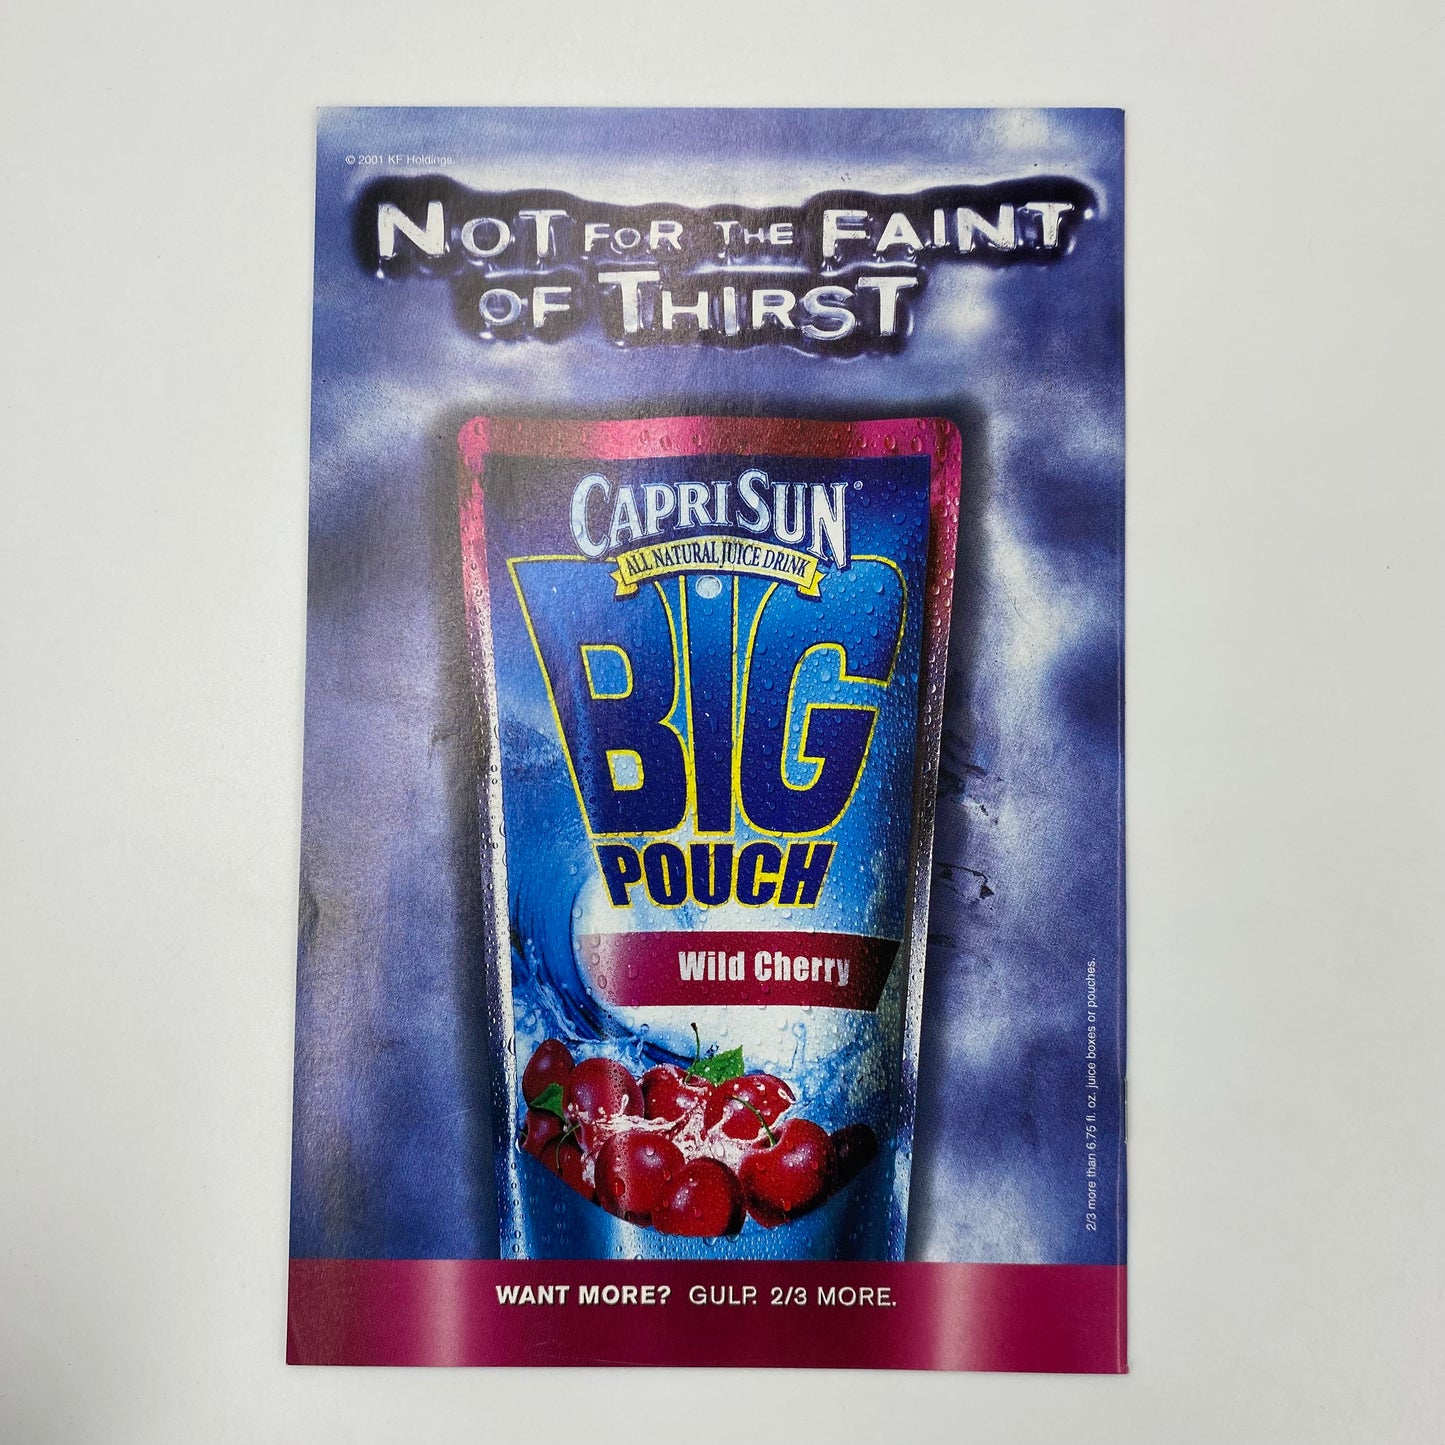 © 2001 KF Holdings
NOT FOR THE FAINT
OF THIRST
CAPRI SUN®
ALL NATURAL JUICE DRINK
BIG
POUCH
Wild Cherry
2/3 more than 6.75 fl. oz. juice boxes or pouches.
WANT MORE? GULP. 2/3 MORE.